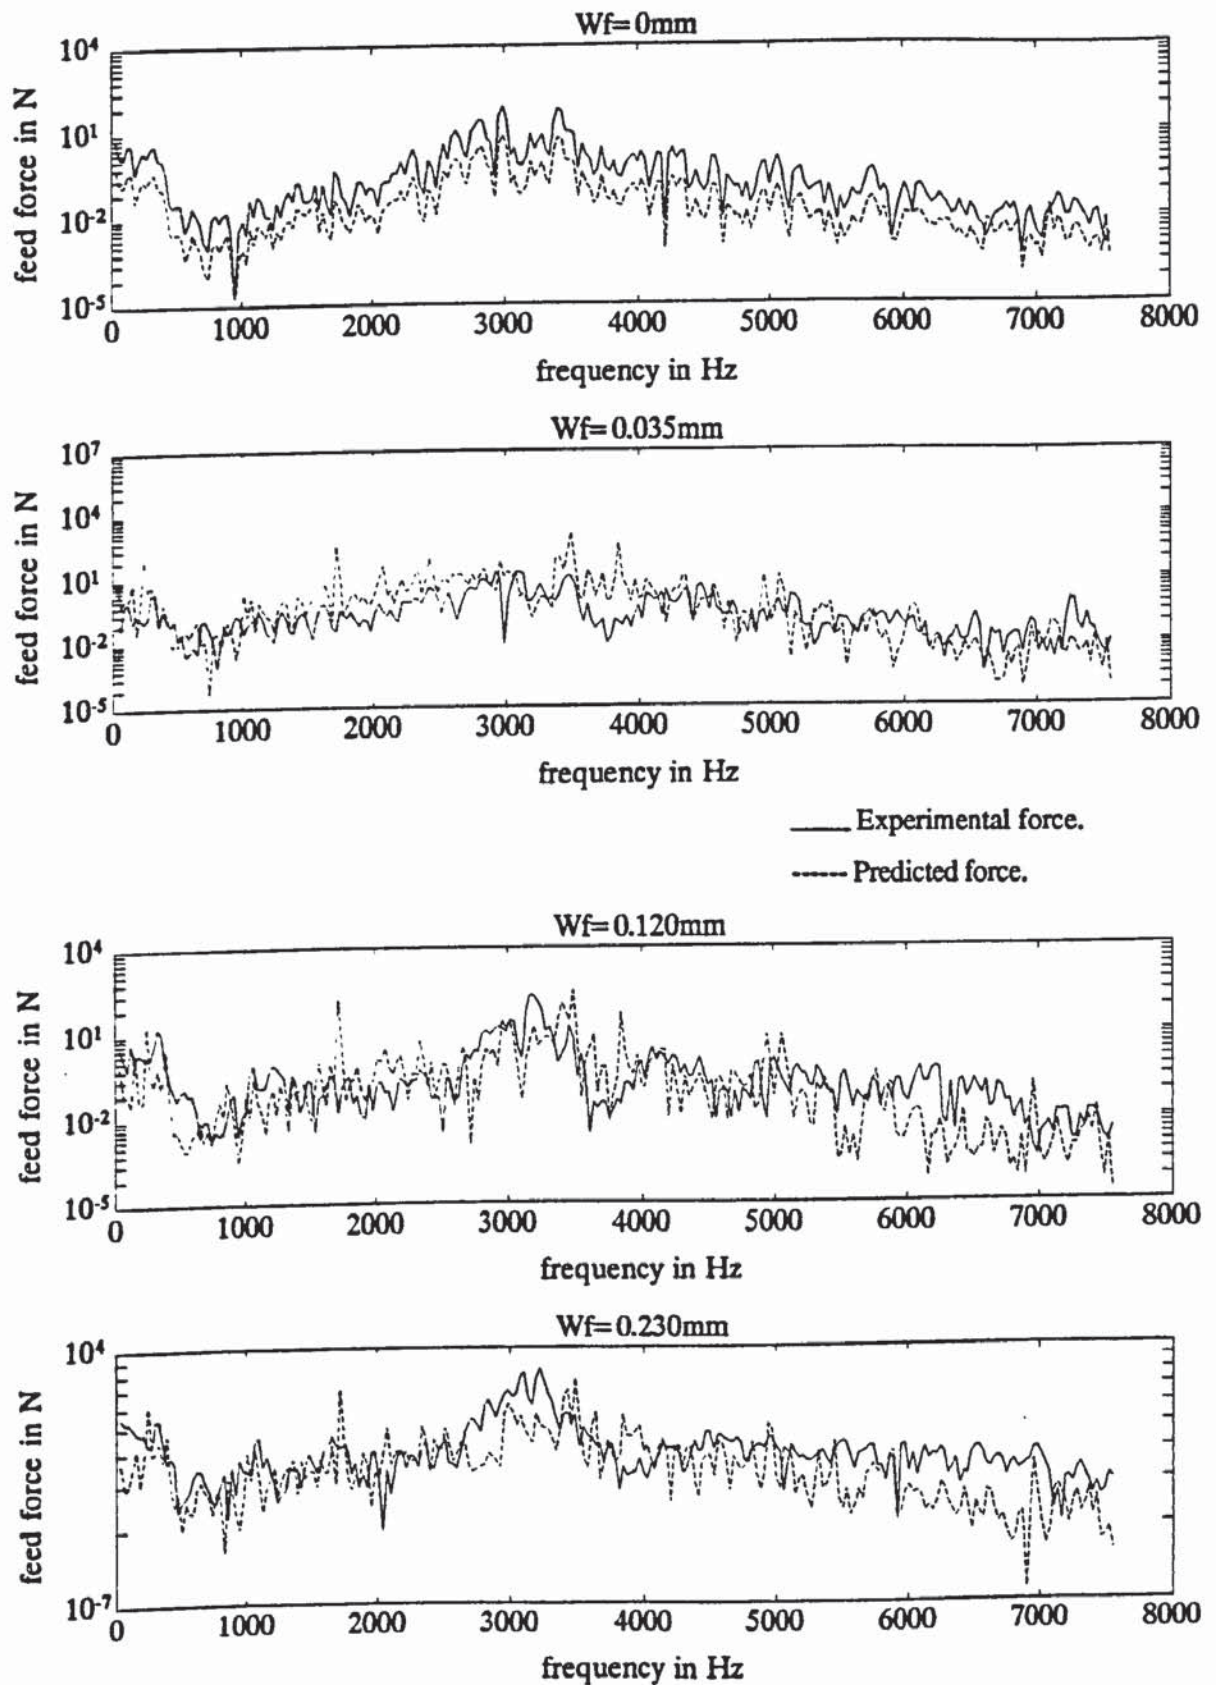 Wf= 0mm
feed force in N
10⁴
10¹
10⁻²
10⁻⁵
0 1000 2000 3000 4000 5000 6000 7000 8000
frequency in Hz
Wf= 0.035mm
feed force in N
10⁷
10⁴
10¹
10⁻²
10⁻⁵
0 1000 2000 3000 4000 5000 6000 7000 8000
frequency in Hz
Experimental force.
Predicted force.
Wf= 0.120mm
feed force in N
10⁴
10¹
10⁻²
10⁻⁵
0 1000 2000 3000 4000 5000 6000 7000 8000
frequency in Hz
Wf= 0.230mm
feed force in N
10⁴
10⁻⁷
0 1000 2000 3000 4000 5000 6000 7000 8000
frequency in Hz